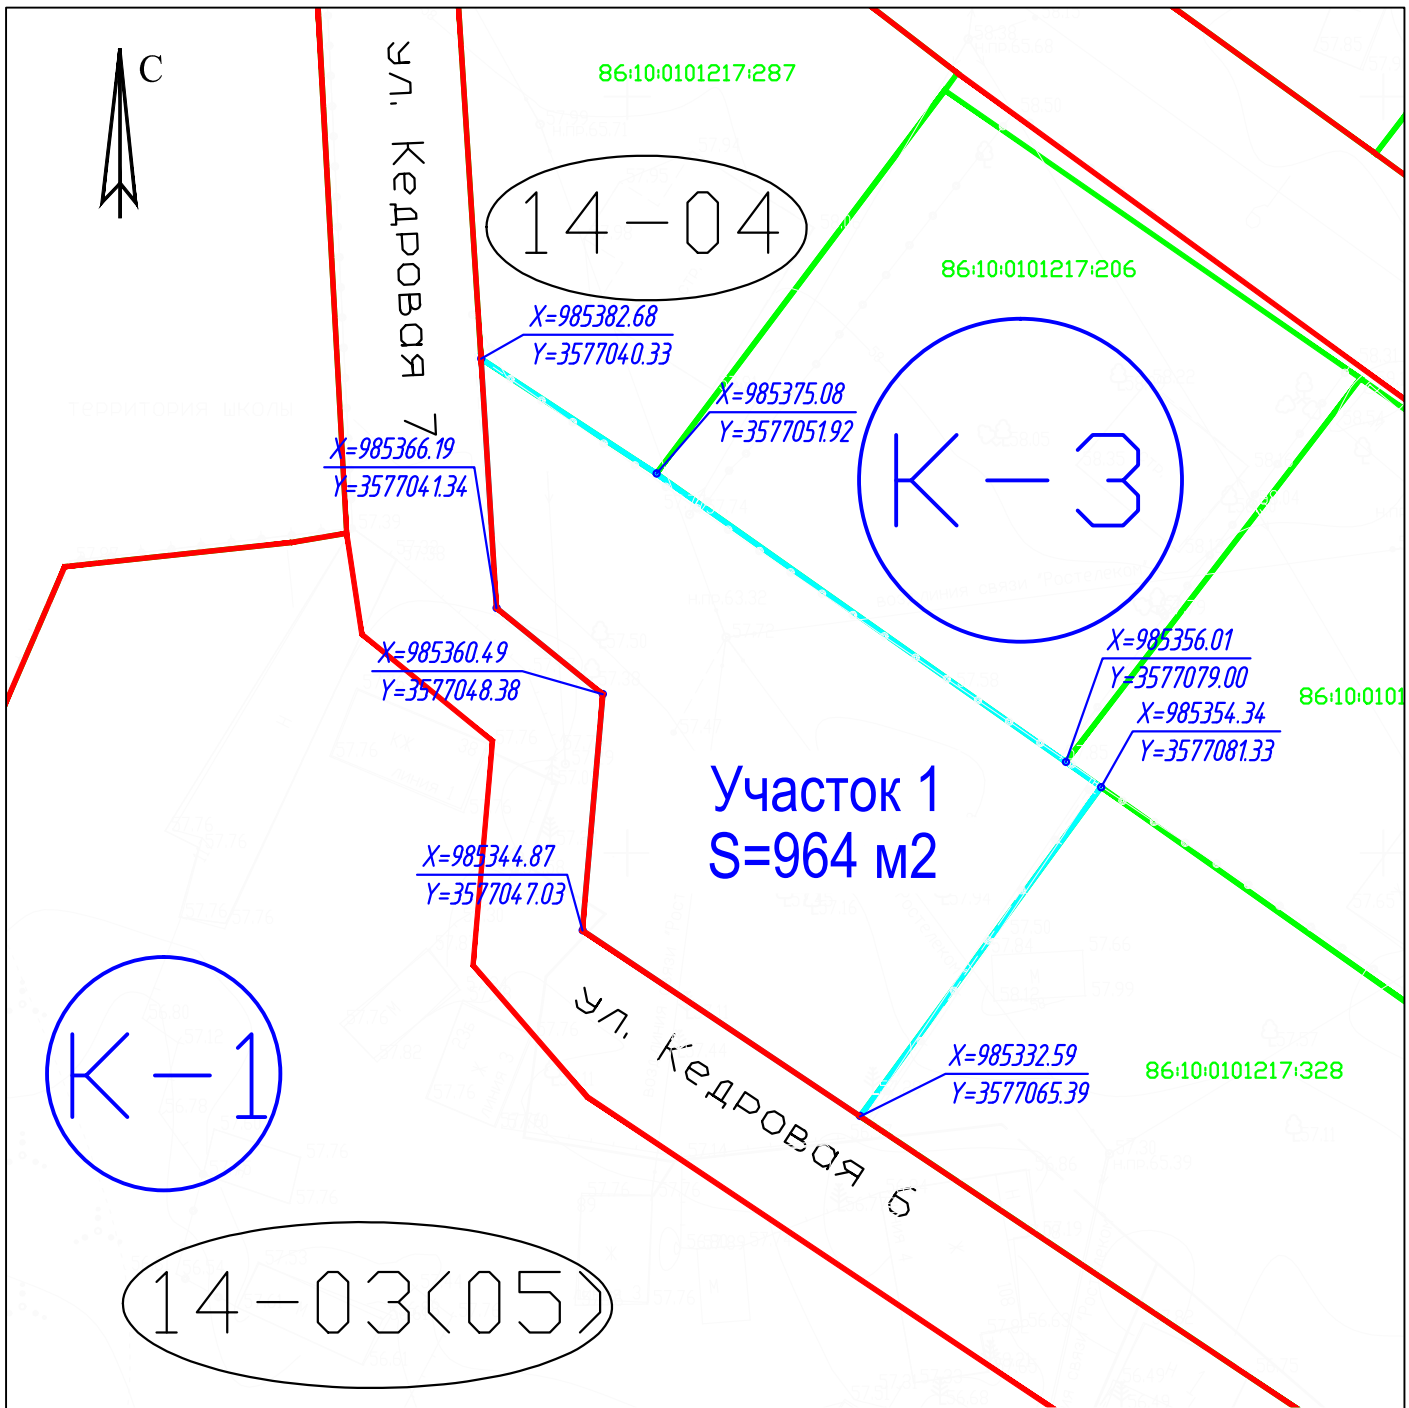 С
ул. Кедровая 7
86:10:0101217:287
14-04
86:10:0101217:206
X=985382.68
Y=3577040.33
X=985375.08
Y=3577051.92
К-3
X=985366.19
Y=3577041.34
территория школы
X=985360.49
Y=3577048.38
X=985356.01
Y=3577079.00
86:10:0101
X=985354.34
Y=3577081.33
Участок 1
S=964 м2
X=985344.87
Y=3577047.03
К-1
ул. Кедровая 6
X=985332.59
Y=3577065.39
86:10:0101217:328
14-03(05)